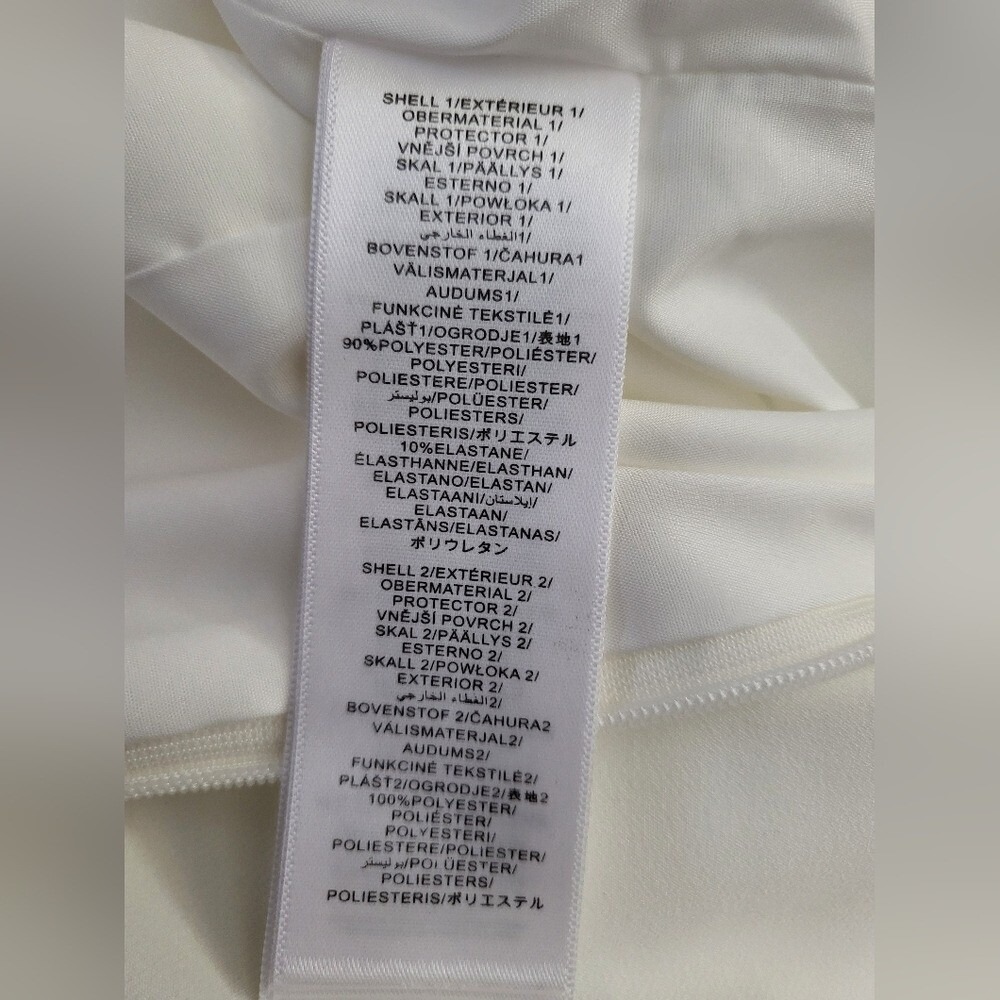 SHELL 1/EXTÉRIEUR 1/
OBERMATERIAL 1/
PROTECTOR 1/
VNĚJŠÍ POVRCH 1/
SKAL 1/PÄÄLLYS 1/
ESTERNO 1/
SKALL 1/POWŁOKA 1/
EXTERIOR 1/
الغطاء الخارجي1/
BOVENSTOF 1/ČAHURA1
VÄLISMATERJAL1/
AUDUMS1/
FUNKCINĖ TEKSTILĖ1/
PLÁŠŤ1/OGRODJE1/表地1
90%POLYESTER/POLIÉSTER/
POLYESTERI/
POLIESTERE/POLIESTER/
بوليستر/POLÜESTER/
POLIESTERS/
POLIESTERIS/ポリエステル
10%ELASTANE/
ÉLASTHANNE/ELASTHAN/
ELASTANO/ELASTAN/
ELASTAANI/إيلاستان/
ELASTAAN/
ELASTĀNS/ELASTANAS/
ポリウレタン
SHELL 2/EXTÉRIEUR 2/
OBERMATERIAL 2/
PROTECTOR 2/
VNĚJŠÍ POVRCH 2/
SKAL 2/PÄÄLLYS 2/
ESTERNO 2/
SKALL 2/POWŁOKA 2/
EXTERIOR 2/
الغطاء الخارجي2/
BOVENSTOF 2/ČAHURA2
VÄLISMATERJAL2/
AUDUMS2/
FUNKCINĖ TEKSTILĖ2/
PLÁŠŤ2/OGRODJE2/表地2
100%POLYESTER/
POLIÉSTER/
POLYESTERI/
POLIESTERE/POLIESTER/
بوليستر/POLÜESTER/
POLIESTERS/
POLIESTERIS/ポリエステル